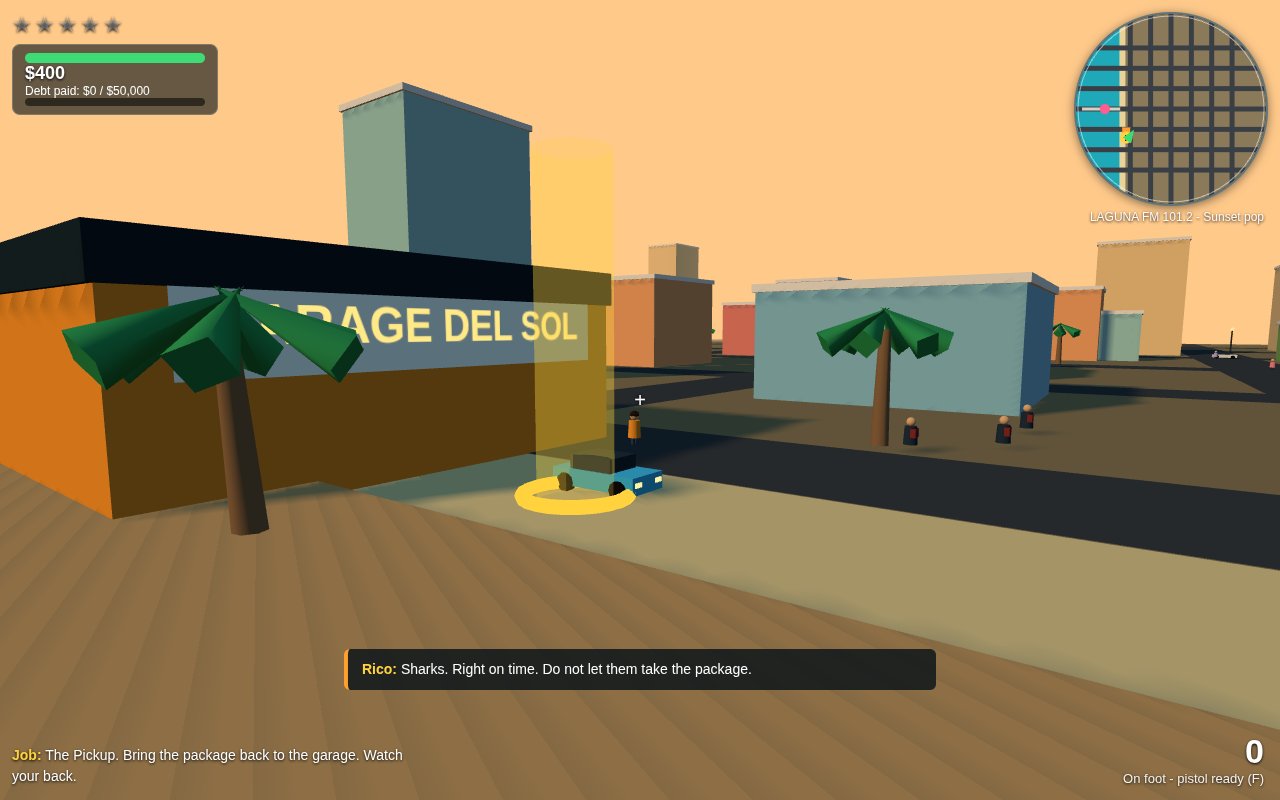 $400
Debt paid: $0 / $50,000
LAGUNA FM 101.2 - Sunset pop
RAGE DEL SOL
Rico: Sharks. Right on time. Do not let them take the package.
Job: The Pickup. Bring the package back to the garage. Watch
your back.
0
On foot - pistol ready (F)